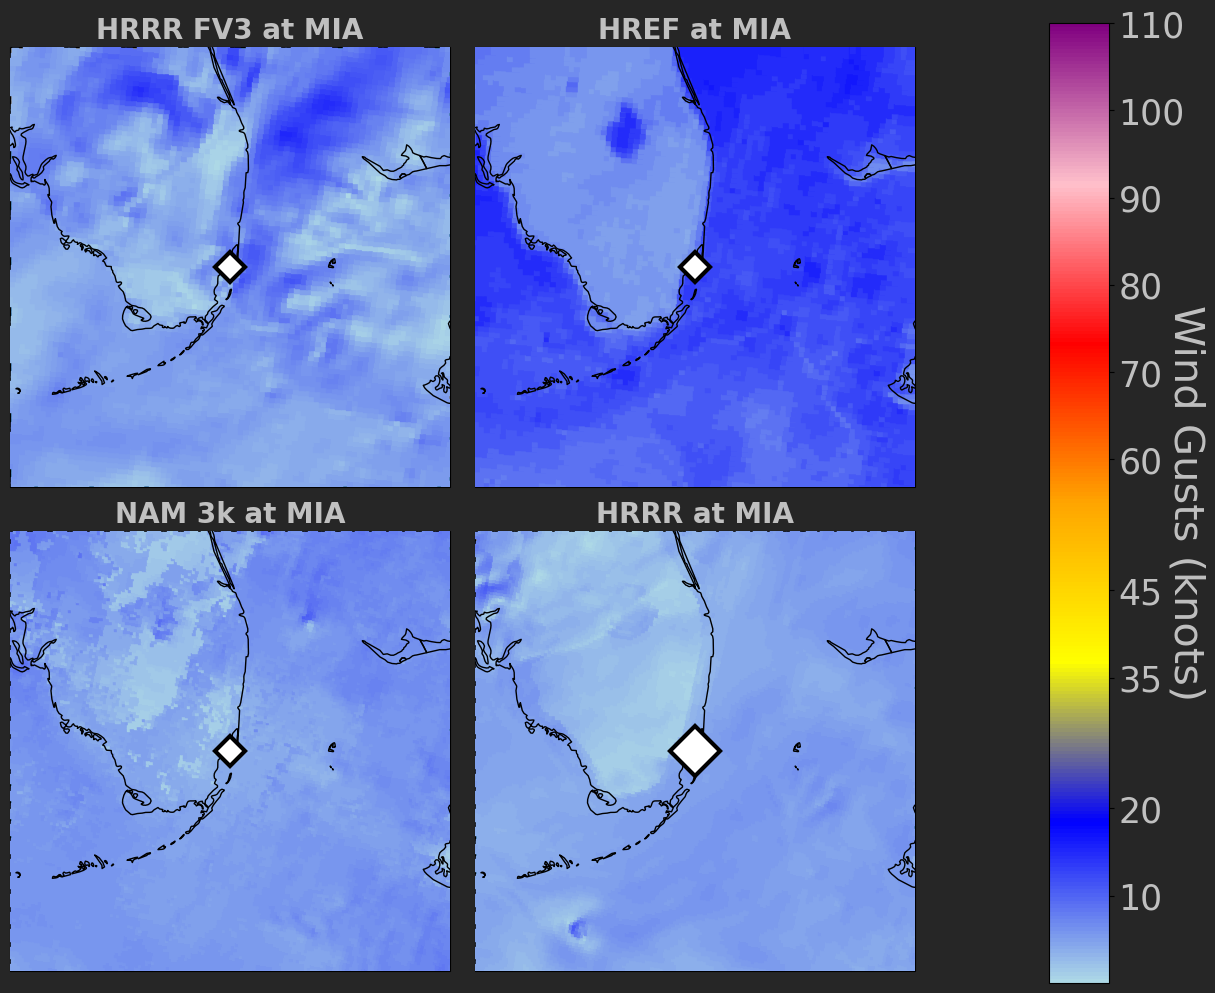 HRRR FV3 at MIA
HREF at MIA
NAM 3k at MIA
HRRR at MIA
110
100
90
80
70
60
45
35
20
10
Wind Gusts (knots)